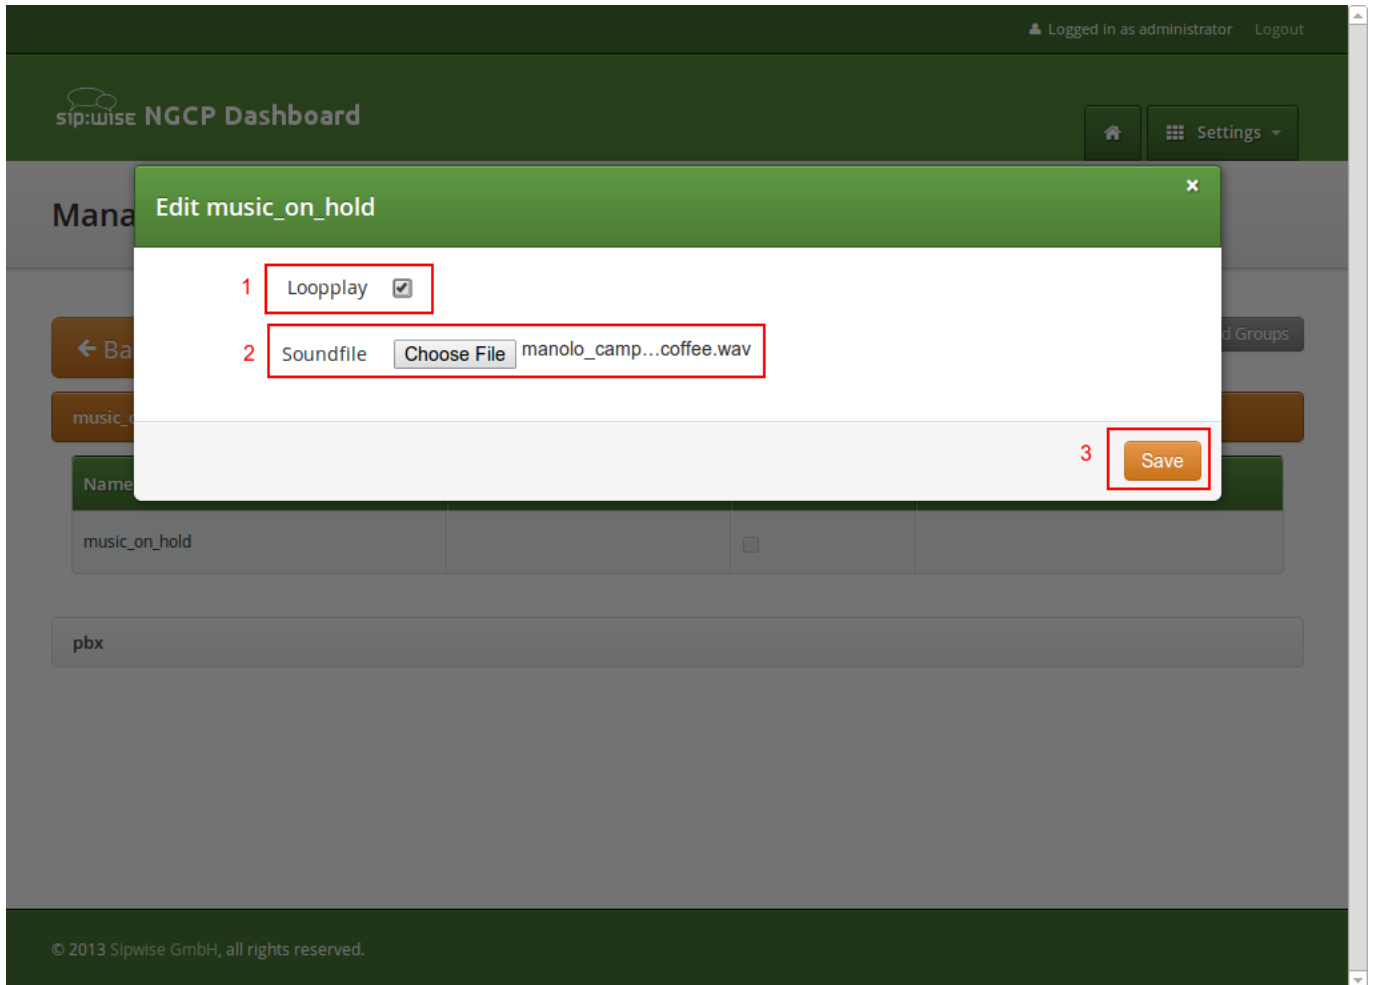 Logged in as administrator Logout
sip:wise NGCP Dashboard
Settings
Mana
Edit music_on_hold
×
1 Loopplay
2 Soundfile Choose File manolo_camp...coffee.wav
Ba
d Groups
music_
3 Save
Name
music_on_hold
pbx
© 2013 Sipwise GmbH, all rights reserved.